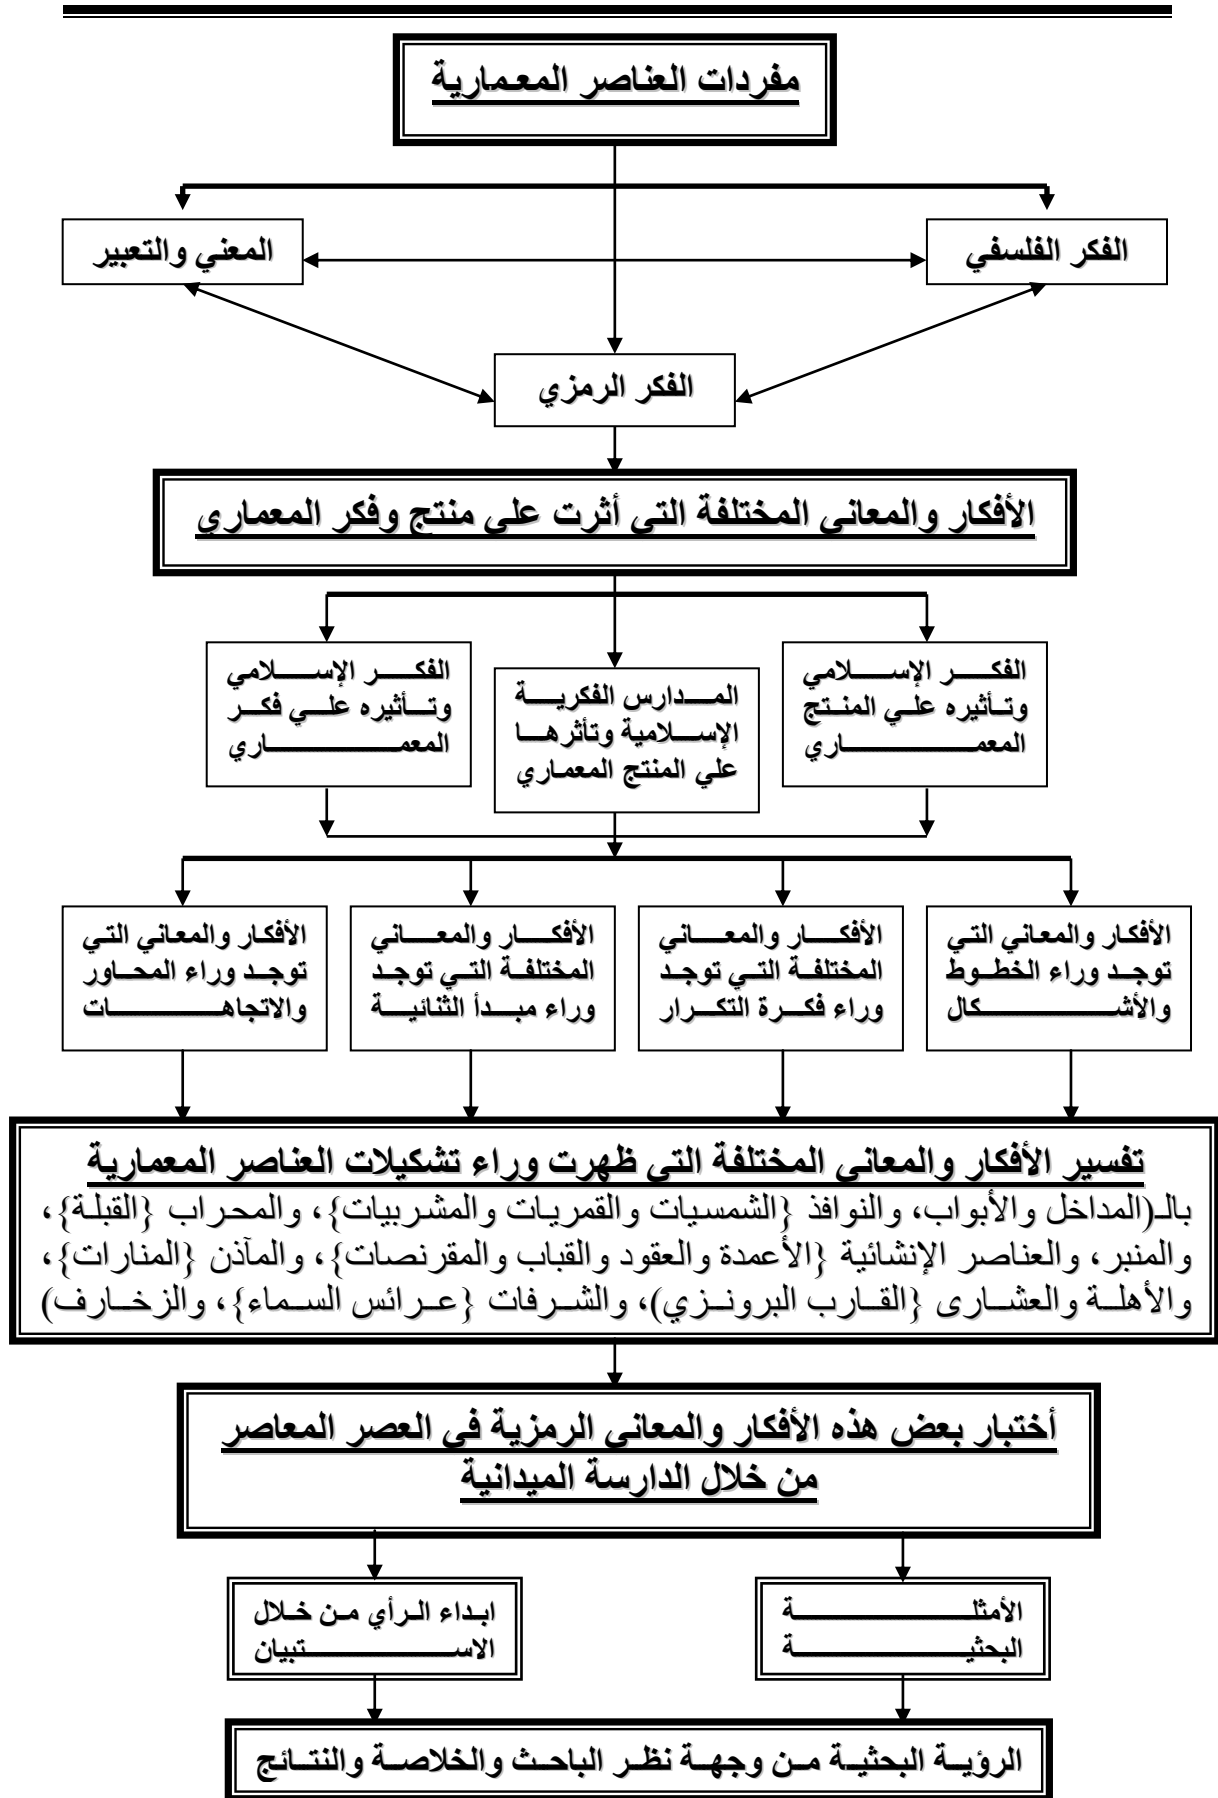 مفردات العناصر المعمارية
الفكر الفلسفي
المعني والتعبير
الفكر الرمزي
الأفكار والمعاني المختلفة التي أثرت علي منتج وفكر المعماري
الفكر الإسلامي
وتأثيره علي المنتج
المعماري
المدارس الفكرية
الإسلامية وتأثرها
علي المنتج المعماري
الفكر الإسلامي
وتأثيره علي فكر
المعماري
الأفكار والمعاني التي
توجد وراء الخطوط
والأشكال
الأفكار والمعاني
المختلفة التي توجد
وراء فكرة التكرار
الأفكار والمعاني
المختلفة التي توجد
وراء مبدأ الثنائية
الأفكار والمعاني التي
توجد وراء المحاور
والاتجاهات
تفسير الأفكار والمعاني المختلفة التي ظهرت وراء تشكيلات العناصر المعمارية
بالـ(المداخل والأبواب، والنوافذ {الشمسيات والقمريات والمشربيات}، والمحراب {القبلة}،
والمنبر، والعناصر الإنشائية {الأعمدة والعقود والقباب والمقرنصات}، والمآذن {المنارات}،
والأهلة والعشارى {القارب البرونزي)، والشرفات {عرائس السماء}، والزخارف)
أختبار بعض هذه الأفكار والمعاني الرمزية في العصر المعاصر
من خلال الدارسة الميدانية
الأمثلة
البحثية
ابداء الرأي من خلال
الاستبيان
الرؤية البحثية من وجهة نظر الباحث والخلاصة والنتائج